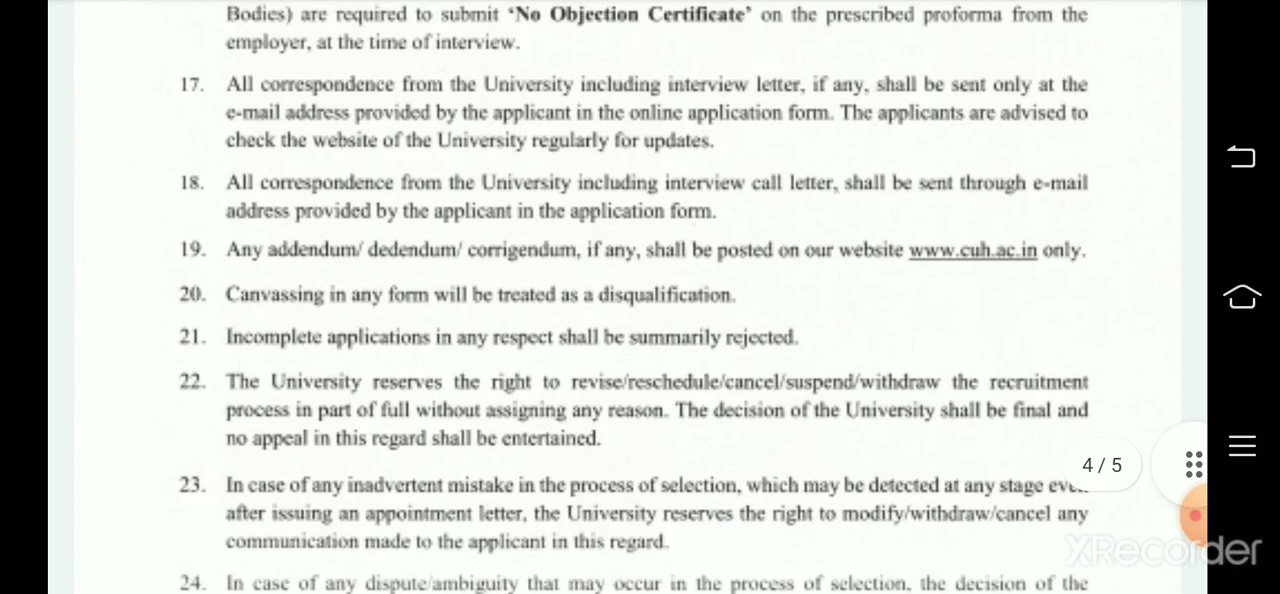 Bodies) are required to submit ‘No Objection Certificate’ on the prescribed proforma from the
employer, at the time of interview.
17. All correspondence from the University including interview letter, if any, shall be sent only at the
e-mail address provided by the applicant in the online application form. The applicants are advised to
check the website of the University regularly for updates.
18. All correspondence from the University including interview call letter, shall be sent through e-mail
address provided by the applicant in the application form.
19. Any addendum/ dedendum/ corrigendum, if any, shall be posted on our website www.cuh.ac.in only.
20. Canvassing in any form will be treated as a disqualification.
21. Incomplete applications in any respect shall be summarily rejected.
22. The University reserves the right to revise/reschedule/cancel/suspend/withdraw the recruitment
process in part of full without assigning any reason. The decision of the University shall be final and
no appeal in this regard shall be entertained.
4 / 5
23. In case of any inadvertent mistake in the process of selection, which may be detected at any stage
after issuing an appointment letter, the University reserves the right to modify/withdraw/cancel any
communication made to the applicant in this regard.
XRecorder
24. In case of any dispute/ambiguity that may occur in the process of selection, the decision of the